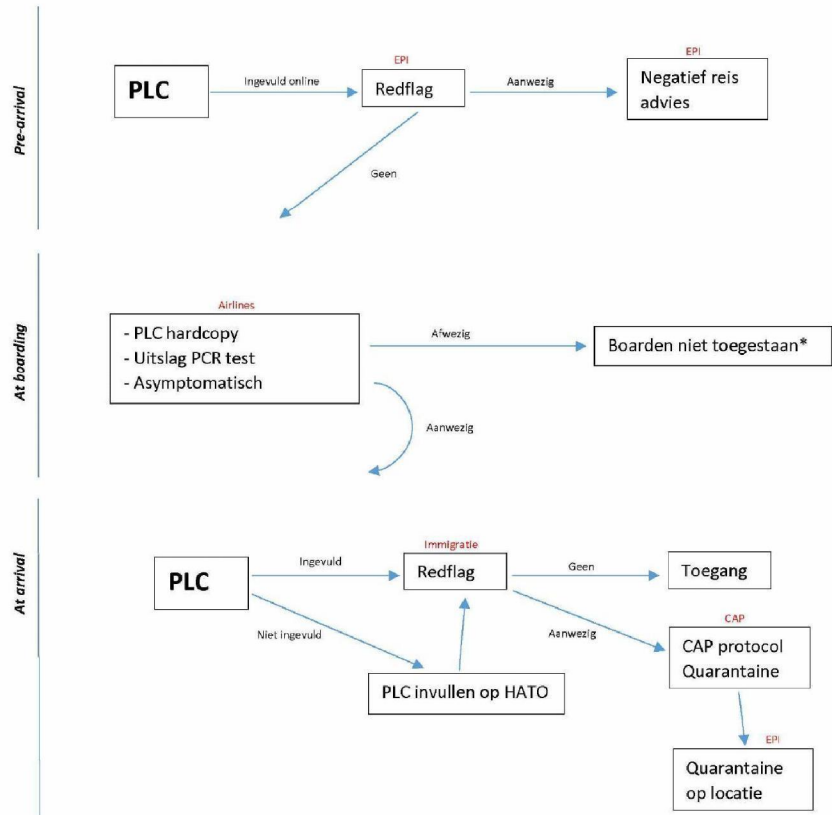 Pre-arrival
EPI
EPI
PLC
Ingevuld online
Redflag
Aanwezig
Negatief reis
advies
Geen
At boarding
Airlines
- PLC hardcopy
- Uitslag PCR test
- Asymptomatisch
Afwezig
Boarden niet toegestaan*
Aanwezig
At arrival
PLC
Ingevuld
Immigratie
Redflag
Geen
Toegang
Niet ingevuld
Aanwezig
PLC invullen op HATO
CAP
CAP protocol
Quarantaine
EPI
Quarantaine
op locatie